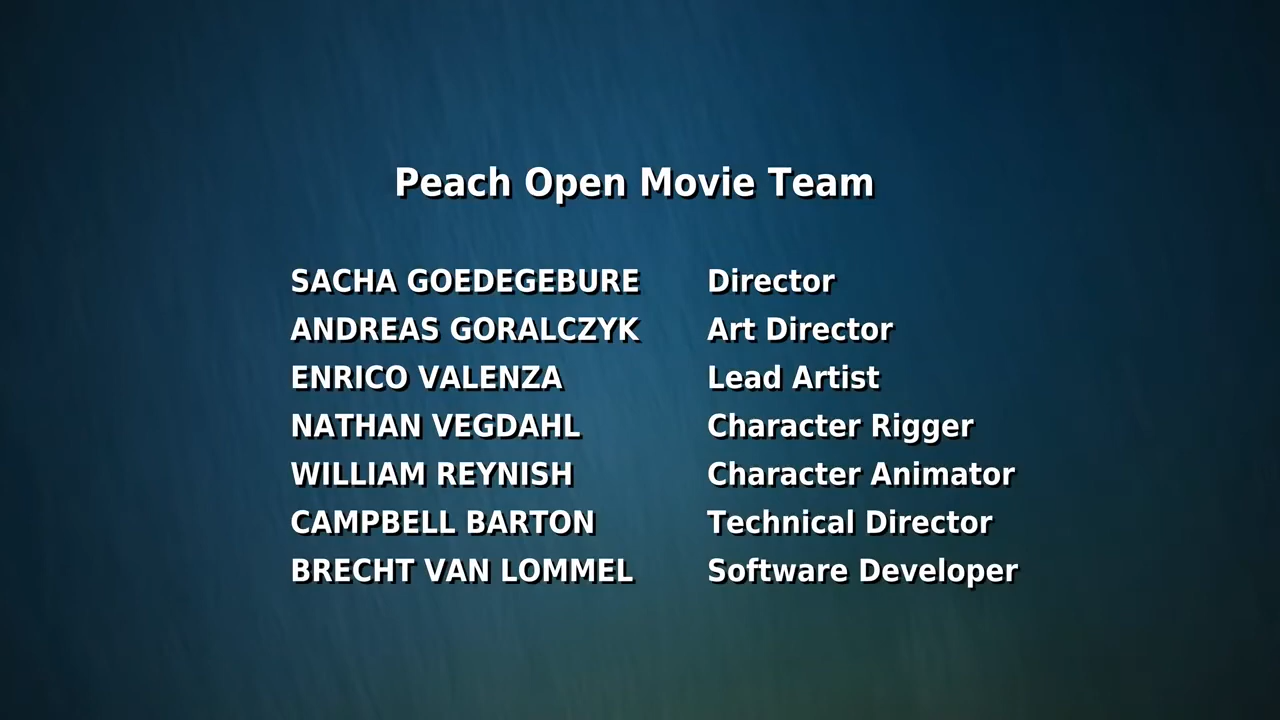 Peach Open Movie Team
SACHA GOEDEGEBURE Director
ANDREAS GORALCZYK Art Director
ENRICO VALENZA Lead Artist
NATHAN VEGDAHL Character Rigger
WILLIAM REYNISH Character Animator
CAMPBELL BARTON Technical Director
BRECHT VAN LOMMEL Software Developer